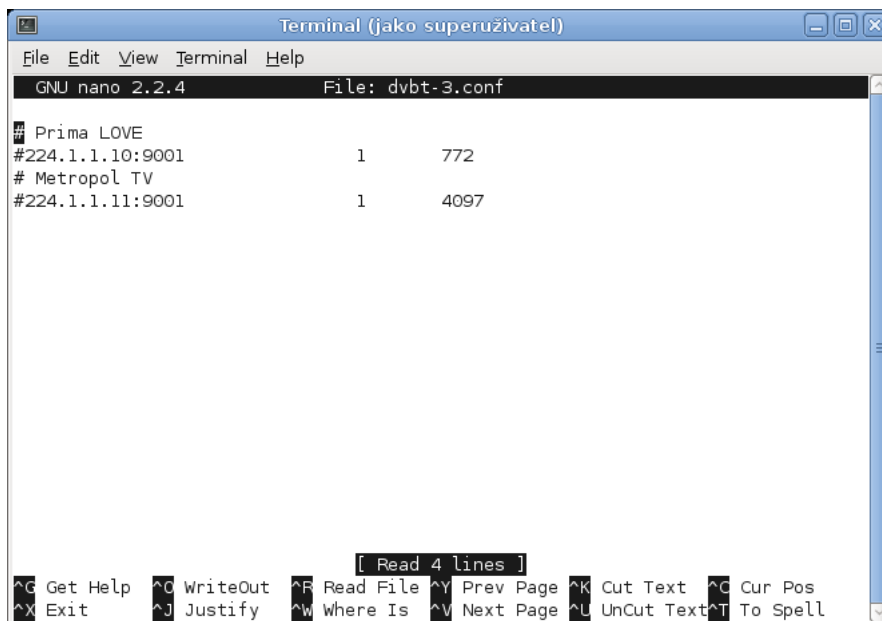 Terminal (jako superuživatel)
File Edit View Terminal Help
GNU nano 2.2.4 File: dvbt-3.conf
# Prima LOVE
#224.1.1.10:9001 1 772
# Metropol TV
#224.1.1.11:9001 1 4097
[ Read 4 lines ]
^G Get Help ^O WriteOut ^R Read File ^Y Prev Page ^K Cut Text ^C Cur Pos
^X Exit ^J Justify ^W Where Is ^V Next Page ^U UnCut Text^T To Spell